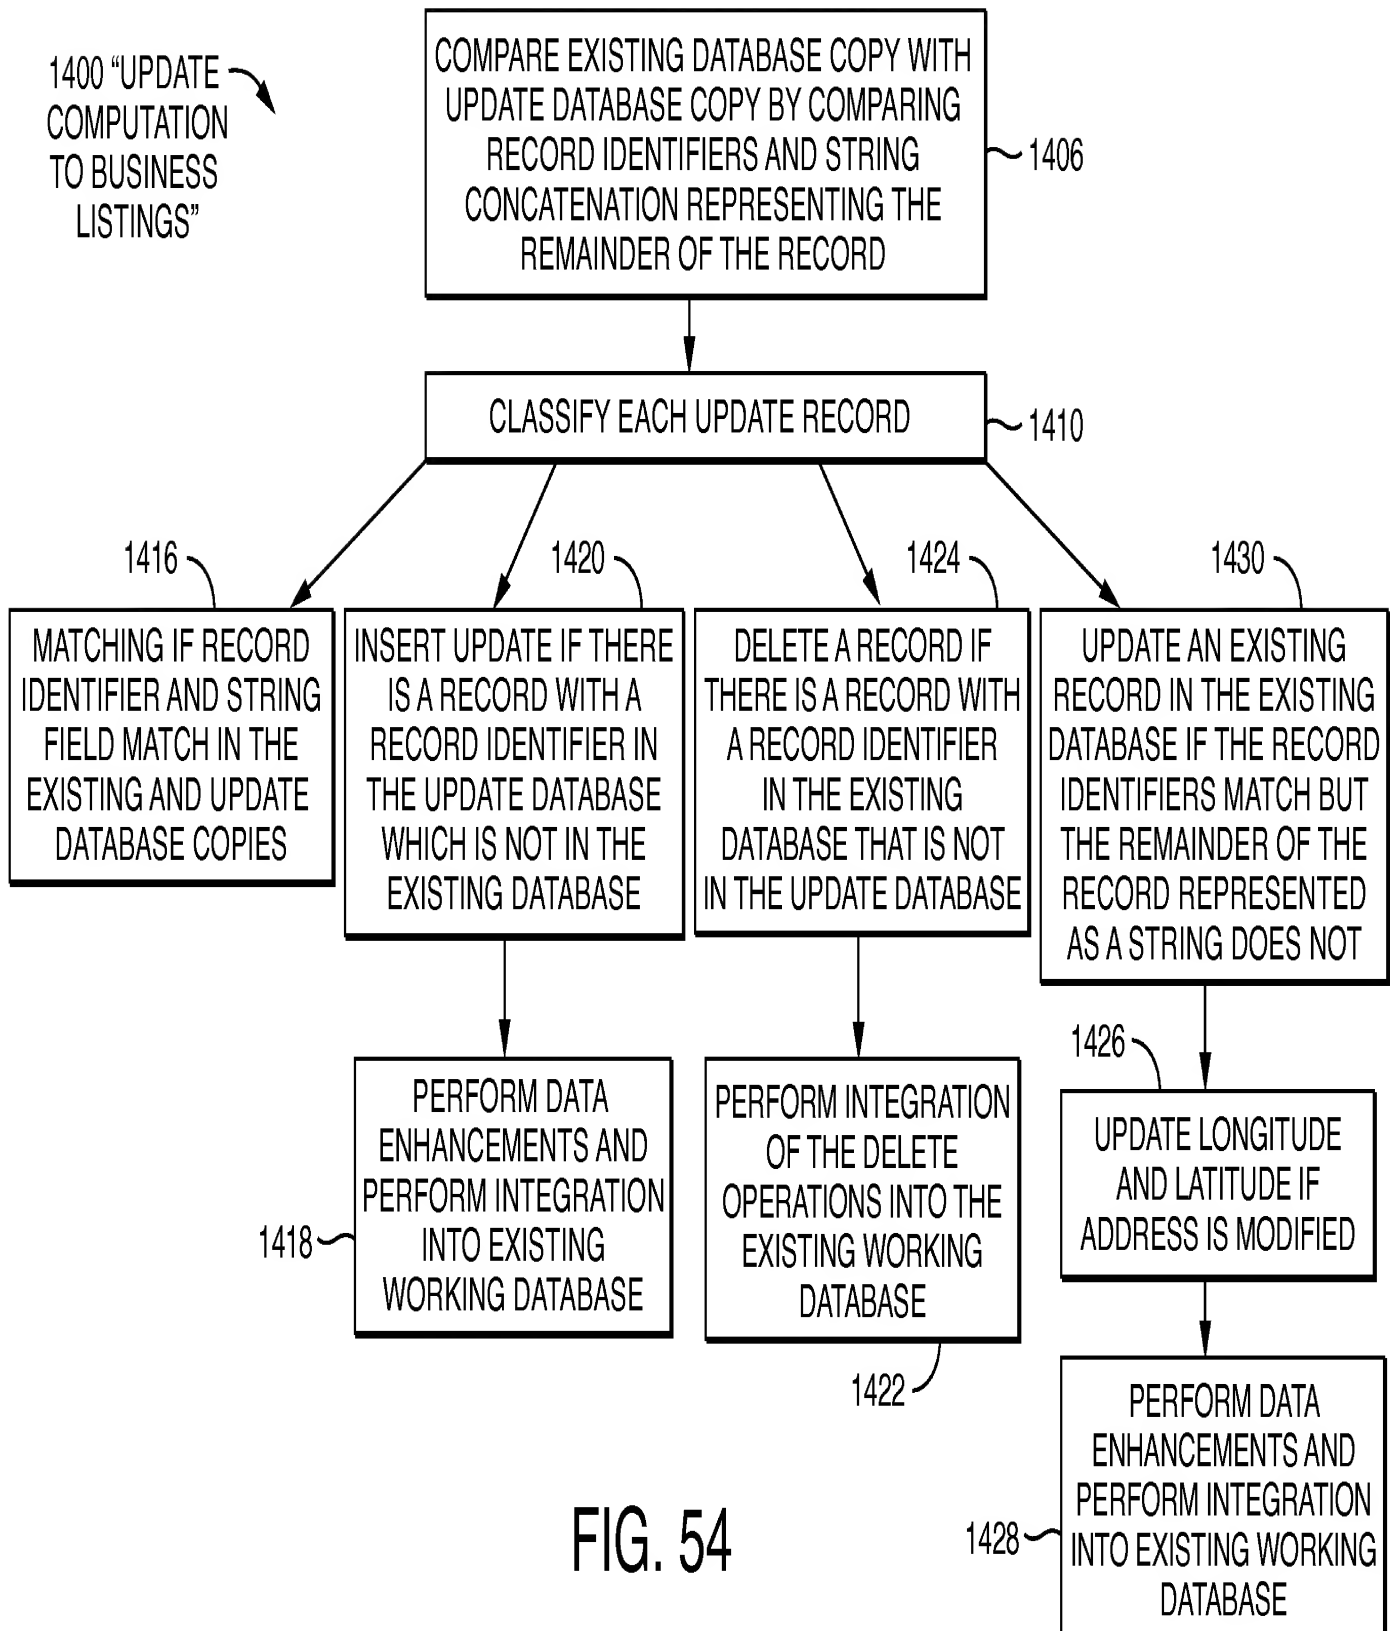 1400 “UPDATE
COMPUTATION
TO BUSINESS
LISTINGS”
COMPARE EXISTING DATABASE COPY WITH
UPDATE DATABASE COPY BY COMPARING
RECORD IDENTIFIERS AND STRING
CONCATENATION REPRESENTING THE
REMAINDER OF THE RECORD
1406
CLASSIFY EACH UPDATE RECORD
1410
1416
MATCHING IF RECORD
IDENTIFIER AND STRING
FIELD MATCH IN THE
EXISTING AND UPDATE
DATABASE COPIES
1420
INSERT UPDATE IF THERE
IS A RECORD WITH A
RECORD IDENTIFIER IN
THE UPDATE DATABASE
WHICH IS NOT IN THE
EXISTING DATABASE
1424
DELETE A RECORD IF
THERE IS A RECORD WITH
A RECORD IDENTIFIER
IN THE EXISTING
DATABASE THAT IS NOT
IN THE UPDATE DATABASE
1430
UPDATE AN EXISTING
RECORD IN THE EXISTING
DATABASE IF THE RECORD
IDENTIFIERS MATCH BUT
THE REMAINDER OF THE
RECORD REPRESENTED
AS A STRING DOES NOT
PERFORM DATA
ENHANCEMENTS AND
PERFORM INTEGRATION
INTO EXISTING
WORKING DATABASE
1418
PERFORM INTEGRATION
OF THE DELETE
OPERATIONS INTO THE
EXISTING WORKING
DATABASE
1422
1426
UPDATE LONGITUDE
AND LATITUDE IF
ADDRESS IS MODIFIED
PERFORM DATA
ENHANCEMENTS AND
PERFORM INTEGRATION
INTO EXISTING WORKING
DATABASE
1428
FIG. 54